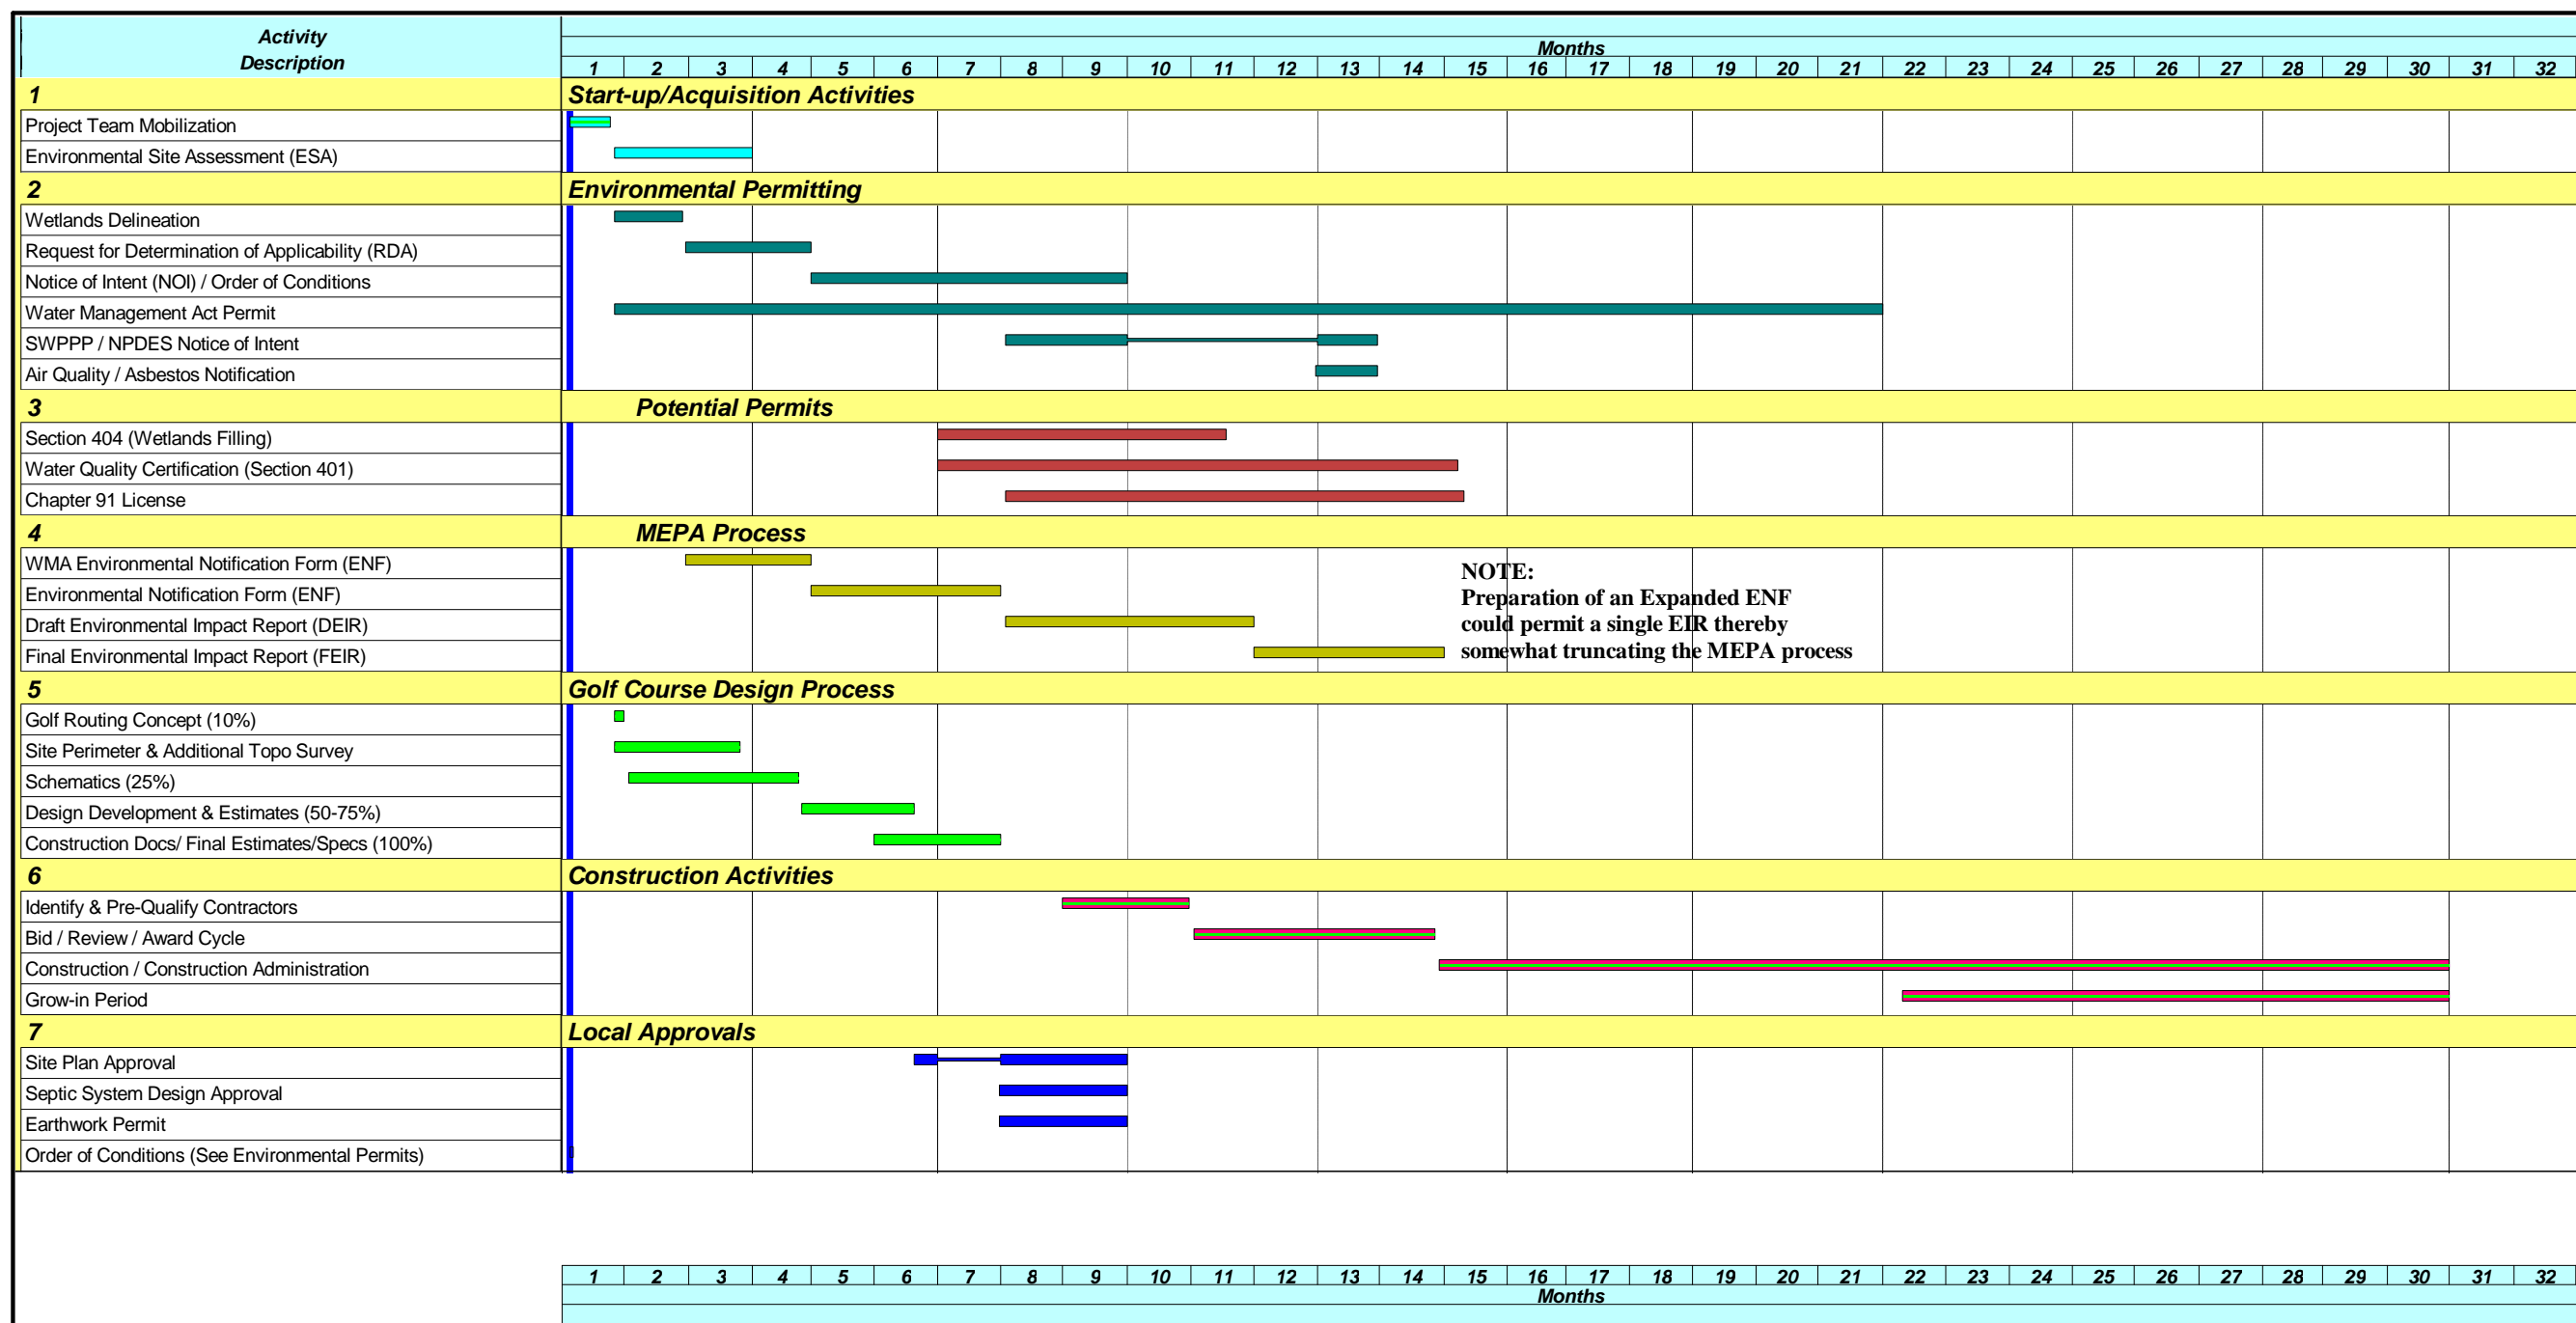 Activity
Description
Months
1 2 3 4 5 6 7 8 9 10 11 12 13 14 15 16 17 18 19 20 21 22 23 24 25 26 27 28 29 30 31 32
1 Start-up/Acquisition Activities
Project Team Mobilization
Environmental Site Assessment (ESA)
2 Environmental Permitting
Wetlands Delineation
Request for Determination of Applicability (RDA)
Notice of Intent (NOI) / Order of Conditions
Water Management Act Permit
SWPPP / NPDES Notice of Intent
Air Quality / Asbestos Notification
3 Potential Permits
Section 404 (Wetlands Filling)
Water Quality Certification (Section 401)
Chapter 91 License
4 MEPA Process
WMA Environmental Notification Form (ENF)
Environmental Notification Form (ENF)
Draft Environmental Impact Report (DEIR)
Final Environmental Impact Report (FEIR)
NOTE:
Preparation of an Expanded ENF
could permit a single EIR thereby
somewhat truncating the MEPA process
5 Golf Course Design Process
Golf Routing Concept (10%)
Site Perimeter & Additional Topo Survey
Schematics (25%)
Design Development & Estimates (50-75%)
Construction Docs/ Final Estimates/Specs (100%)
6 Construction Activities
Identify & Pre-Qualify Contractors
Bid / Review / Award Cycle
Construction / Construction Administration
Grow-in Period
7 Local Approvals
Site Plan Approval
Septic System Design Approval
Earthwork Permit
Order of Conditions (See Environmental Permits)
1 2 3 4 5 6 7 8 9 10 11 12 13 14 15 16 17 18 19 20 21 22 23 24 25 26 27 28 29 30 31 32
Months